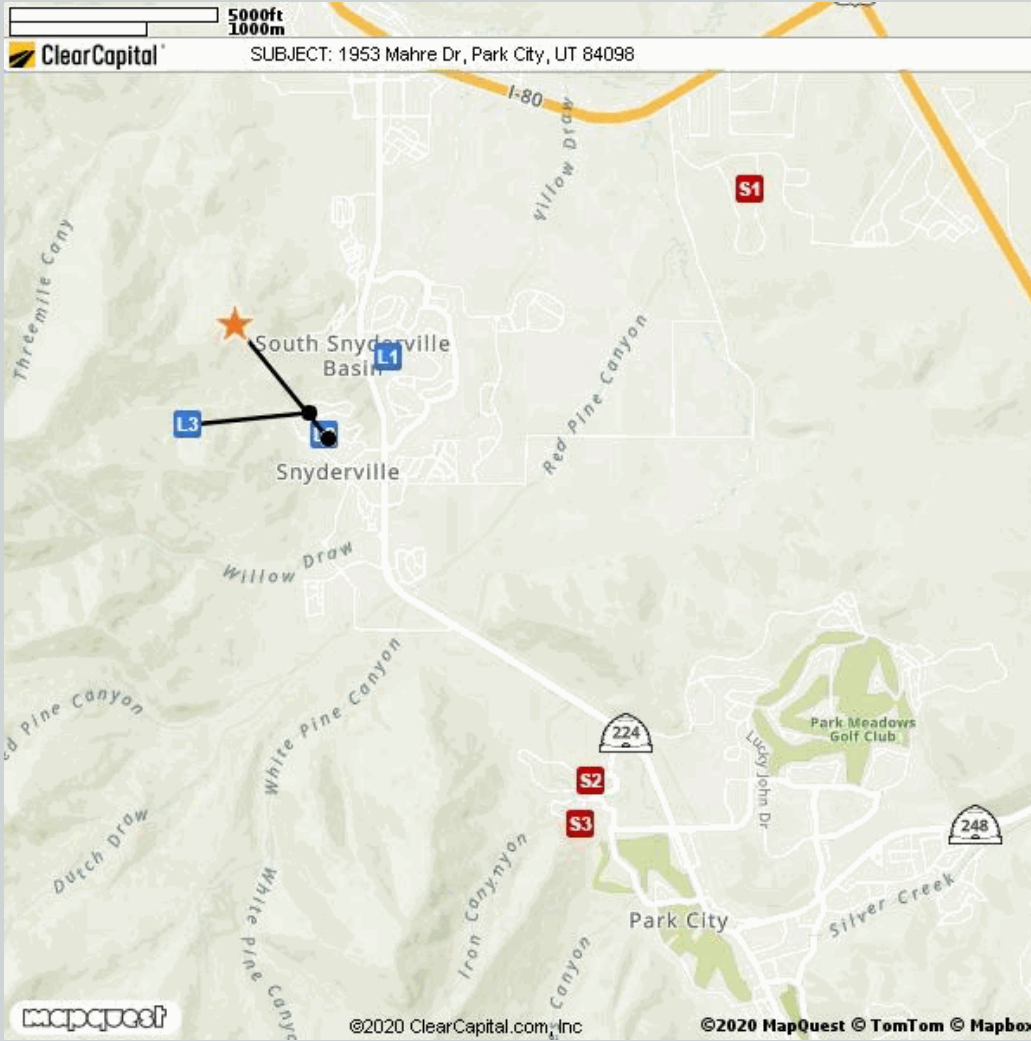 5000ft
1000m
ClearCapital
SUBJECT: 1953 Mahre Dr, Park City, UT 84098
I-80
Willow Draw
S1
Threemile Cany
South Snyderville
Basin
L1
Red Pine Canyon
L3
Snyderville
Willow Draw
ed Pine Canyon
White Pine Canyon
224
Park Meadows
Golf Club
Lucky John Dr
S2
S3
248
Dutch Draw
White Pine Canyo
Iron Canynyon
Silver Creek
Park City
Canyon
mapquest
©2020 ClearCapital.com, Inc
©2020 MapQuest © TomTom © Mapbox